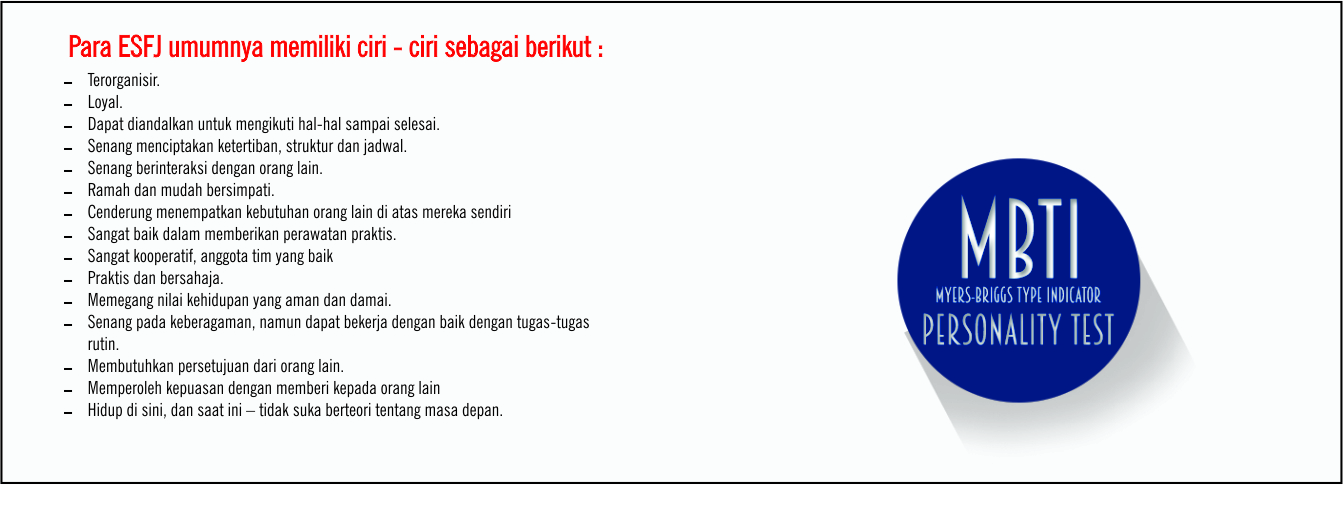 Para ESFJ umumnya memiliki ciri - ciri sebagai berikut :
– Terorganisir.
– Loyal.
– Dapat diandalkan untuk mengikuti hal-hal sampai selesai.
– Senang menciptakan ketertiban, struktur dan jadwal.
– Senang berinteraksi dengan orang lain.
– Ramah dan mudah bersimpati.
– Cenderung menempatkan kebutuhan orang lain di atas mereka sendiri
– Sangat baik dalam memberikan perawatan praktis.
– Sangat kooperatif, anggota tim yang baik
– Praktis dan bersahaja.
– Memegang nilai kehidupan yang aman dan damai.
– Senang pada keberagaman, namun dapat bekerja dengan baik dengan tugas-tugas
rutin.
– Membutuhkan persetujuan dari orang lain.
– Memperoleh kepuasan dengan memberi kepada orang lain
– Hidup di sini, dan saat ini – tidak suka berteori tentang masa depan.
MBTI
MYERS-BRIGGS TYPE INDICATOR
PERSONALITY TEST